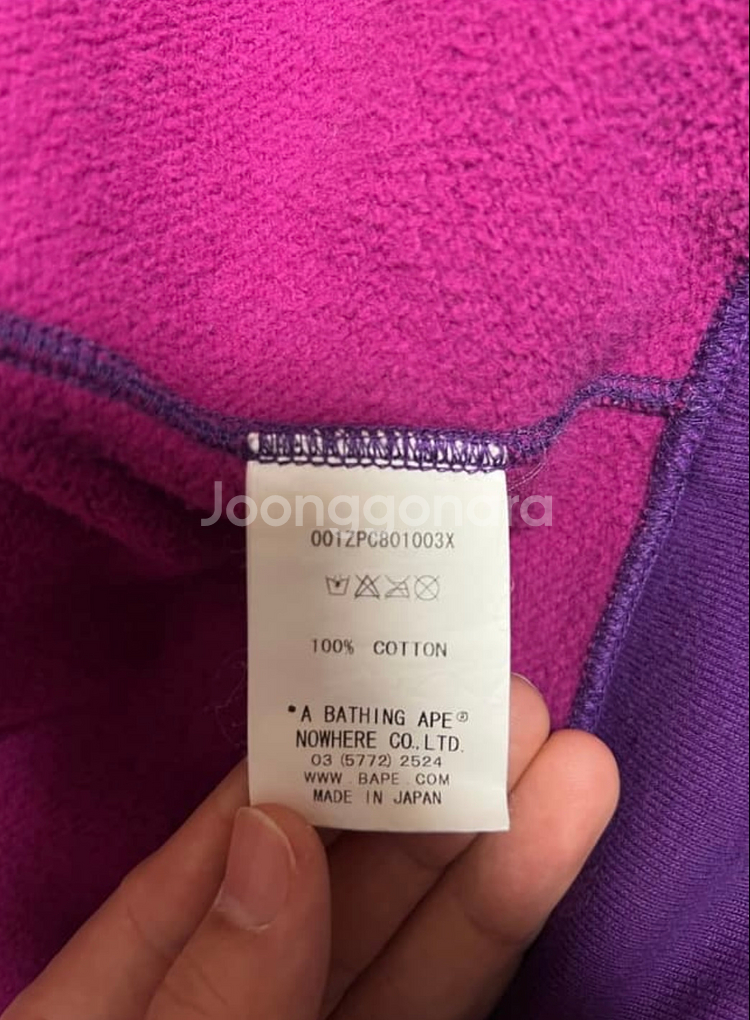 Joonggonara
001ZPC801003X
100% COTTON
*A BATHING APE®
NOWHERE CO.,LTD.
03 (5772) 2524
WWW.BAPE.COM
MADE IN JAPAN